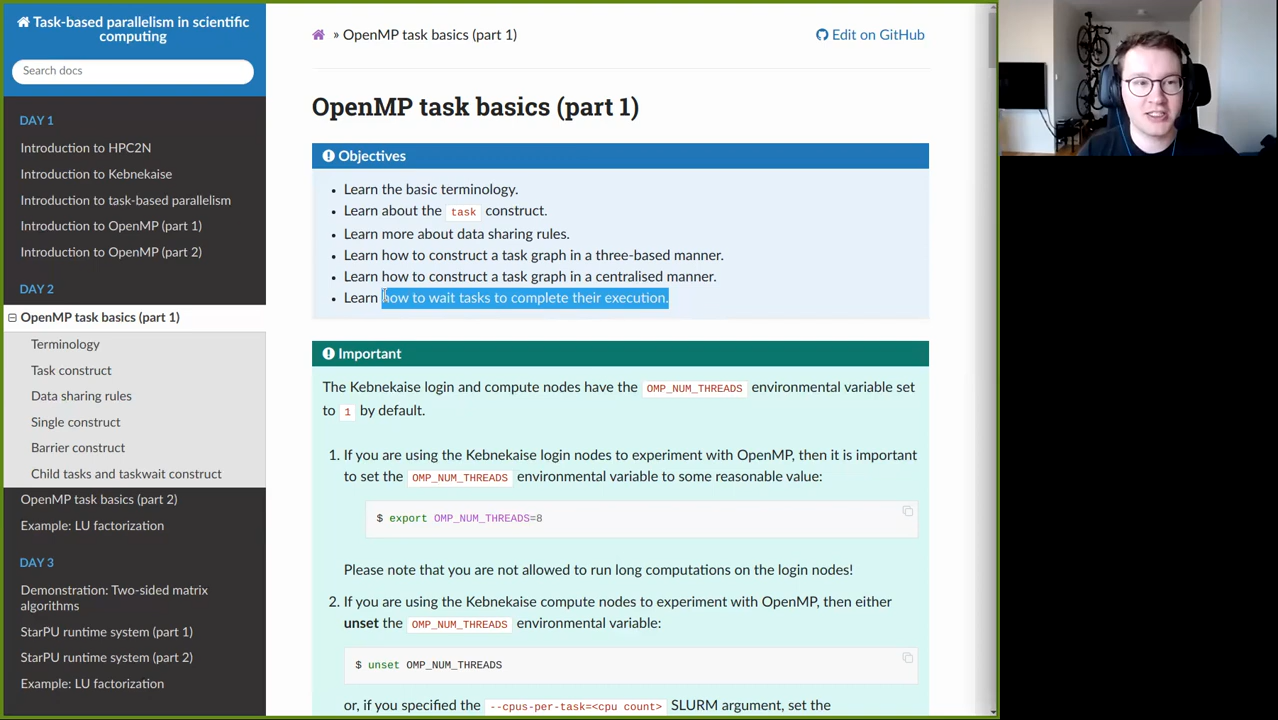 Task-based parallelism in scientific
computing
Search docs
DAY 1
Introduction to HPC2N
Introduction to Kebnekaise
Introduction to task-based parallelism
Introduction to OpenMP (part 1)
Introduction to OpenMP (part 2)
DAY 2
OpenMP task basics (part 1)
Terminology
Task construct
Data sharing rules
Single construct
Barrier construct
Child tasks and taskwait construct
OpenMP task basics (part 2)
Example: LU factorization
DAY 3
Demonstration: Two-sided matrix
algorithms
StarPU runtime system (part 1)
StarPU runtime system (part 2)
Example: LU factorization
» OpenMP task basics (part 1)
Edit on GitHub
OpenMP task basics (part 1)
Objectives
• Learn the basic terminology.
• Learn about the task construct.
• Learn more about data sharing rules.
• Learn how to construct a task graph in a three-based manner.
• Learn how to construct a task graph in a centralised manner.
• Learn how to wait tasks to complete their execution.
Important
The Kebnekaise login and compute nodes have the OMP_NUM_THREADS environmental variable set
to 1 by default.
1. If you are using the Kebnekaise login nodes to experiment with OpenMP, then it is important
to set the OMP_NUM_THREADS environmental variable to some reasonable value:
$ export OMP_NUM_THREADS=8
Please note that you are not allowed to run long computations on the login nodes!
2. If you are using the Kebnekaise compute nodes to experiment with OpenMP, then either
unset the OMP_NUM_THREADS environmental variable:
$ unset OMP_NUM_THREADS
or, if you specified the --cpus-per-task=<cpu count> SLURM argument, set the